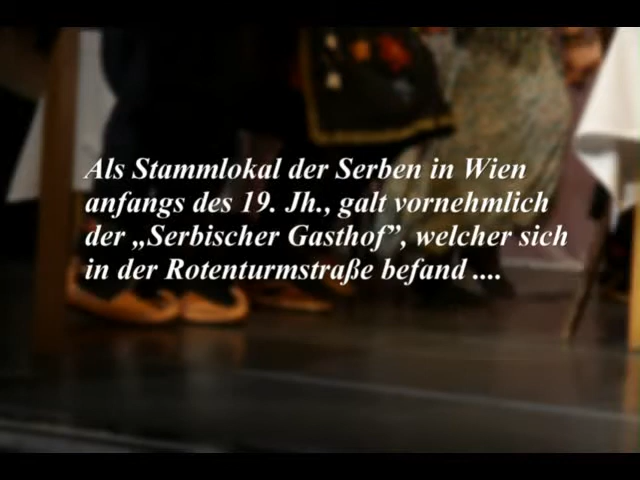 Als Stammlokal der Serben in Wien
anfangs des 19. Jh., galt vornehmlich
der „Serbischer Gasthof”, welcher sich
in der Rotenturmstraße befand ....